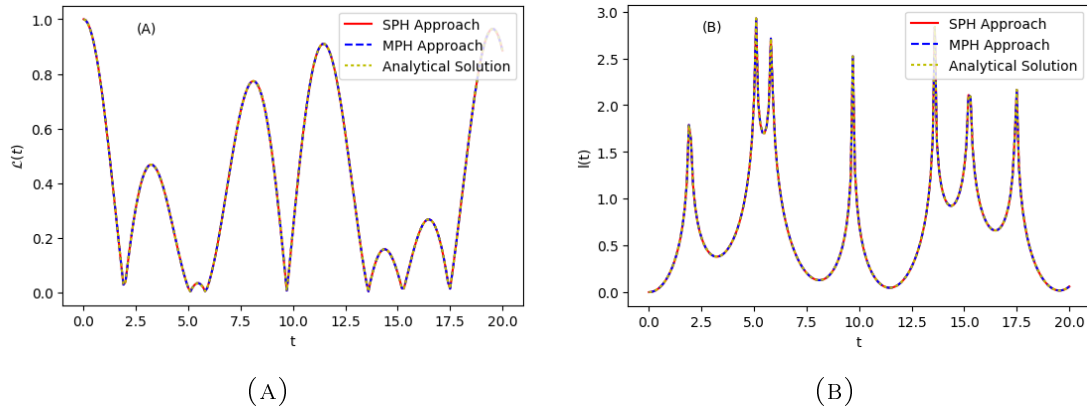 (A)
SPH Approach
MPH Approach
Analytical Solution
1.0
0.8
0.6
0.4
0.2
0.0
ℒ(t)
0.0 2.5 5.0 7.5 10.0 12.5 15.0 17.5 20.0
t
(A)
(B)
SPH Approach
MPH Approach
Analytical Solution
3.0
2.5
2.0
1.5
1.0
0.5
0.0
I(t)
0.0 2.5 5.0 7.5 10.0 12.5 15.0 17.5 20.0
t
(B)